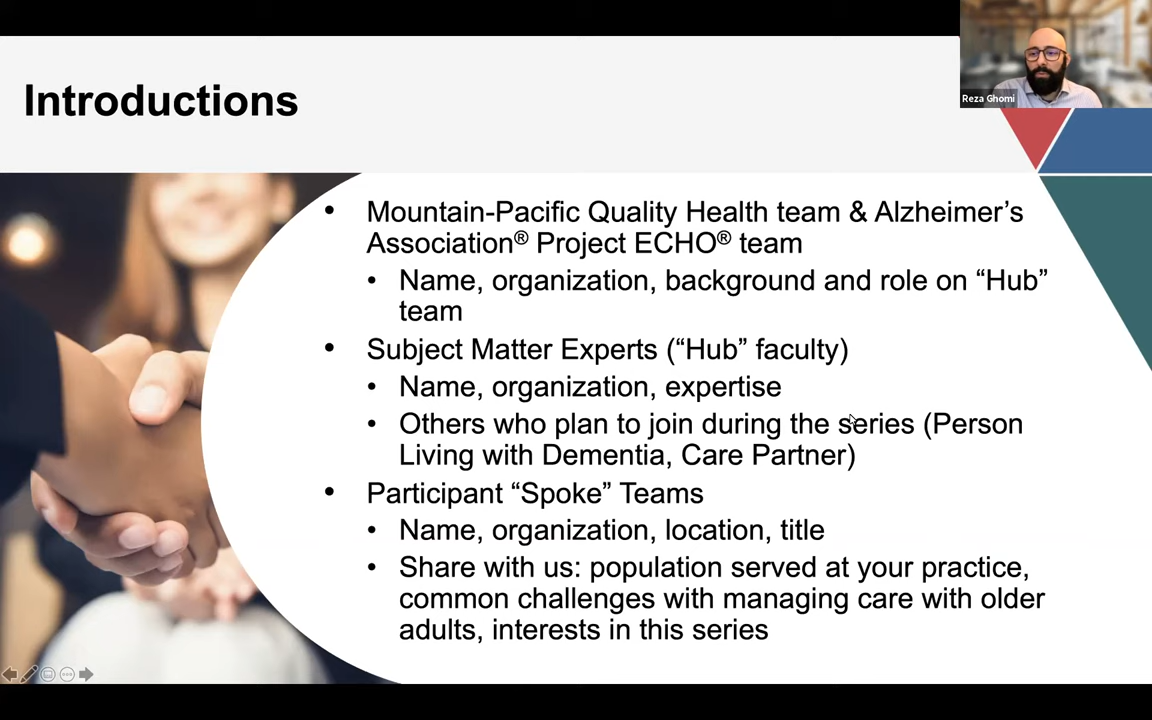 Introductions
Reza Ghomi
• Mountain-Pacific Quality Health team & Alzheimer’s
Association® Project ECHO® team
• Name, organization, background and role on “Hub”
team
• Subject Matter Experts (“Hub” faculty)
• Name, organization, expertise
• Others who plan to join during the series (Person
Living with Dementia, Care Partner)
• Participant “Spoke” Teams
• Name, organization, location, title
• Share with us: population served at your practice,
common challenges with managing care with older
adults, interests in this series